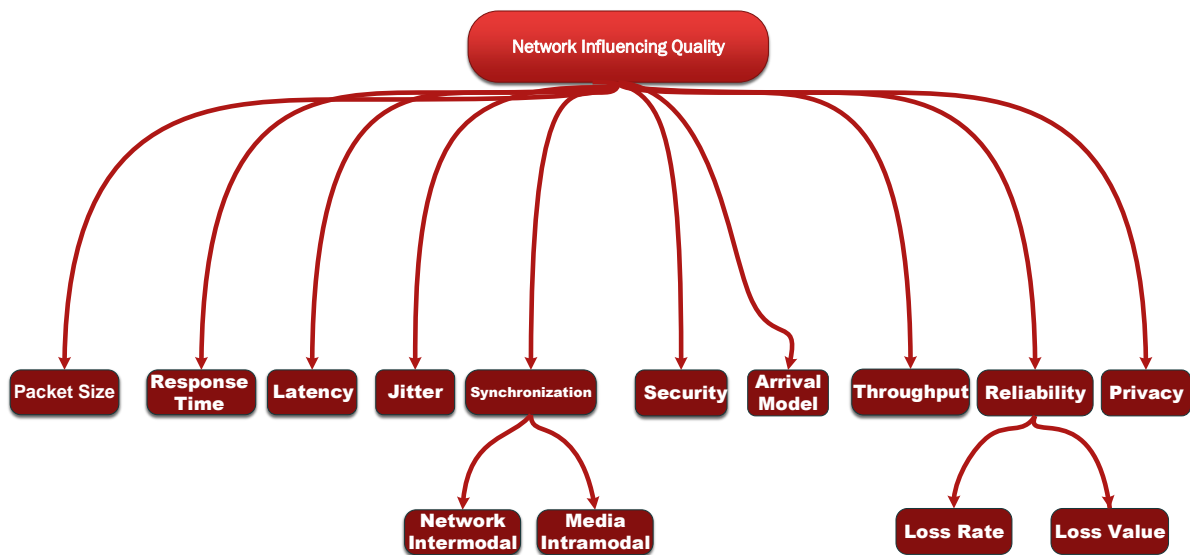 Network Influencing Quality
Packet Size
Response
Time
Latency
Jitter
Synchronization
Security
Arrival
Model
Throughput
Reliability
Privacy
Network
Intermodal
Media
Intramodal
Loss Rate
Loss Value